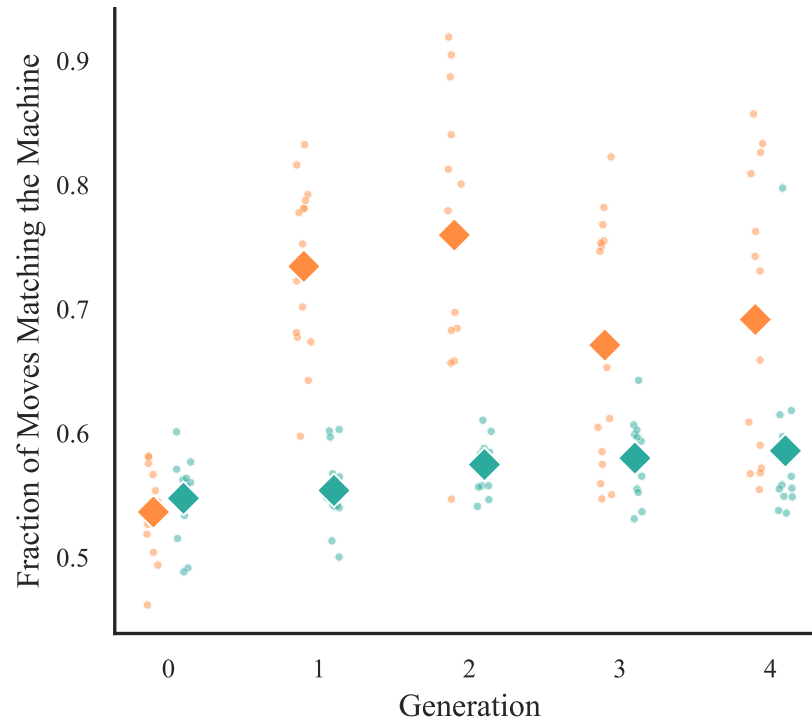 Fraction of Moves Matching the Machine
0.9
0.8
0.7
0.6
0.5
0 1 2 3 4
Generation